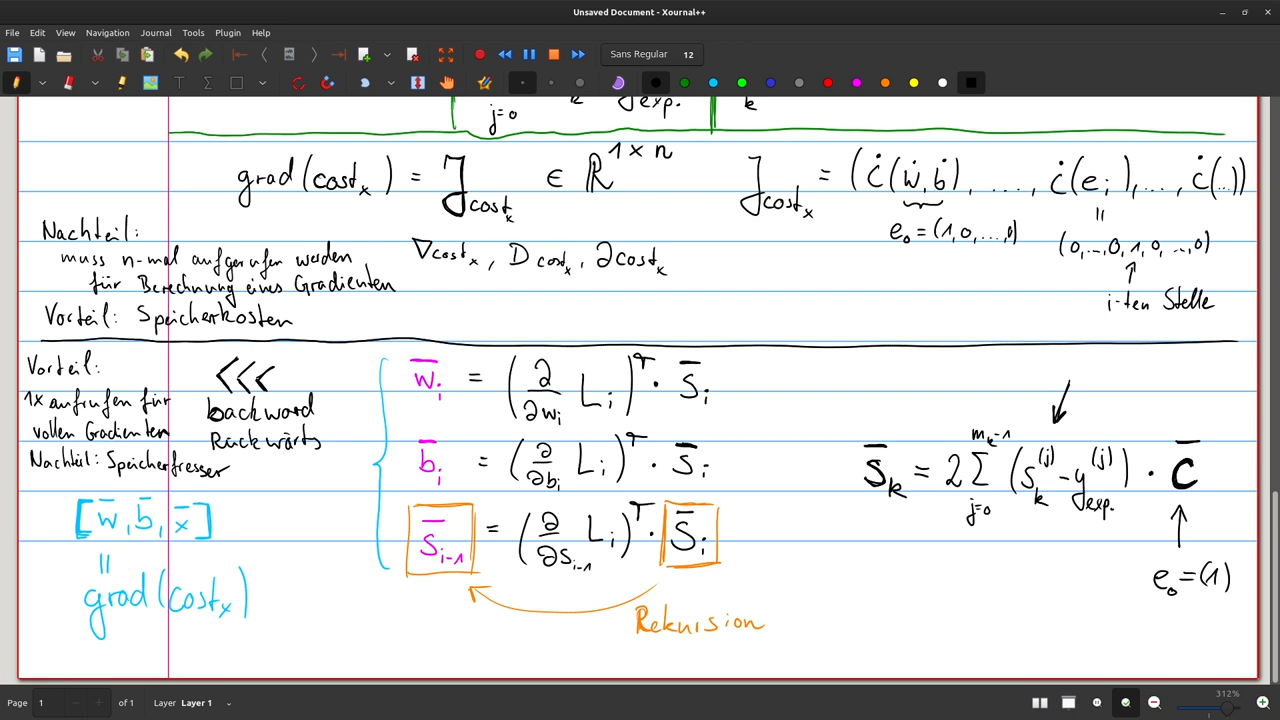 Unsaved Document - Xournal++
File Edit View Navigation Journal Tools Plugin Help
Sans Regular 12
j=0 k yexp. k
grad(cost_x) = J_cost_x ∈ ℝ^{1×n} J_cost_x = (ċ(ẇ,ḃ), ..., ċ(e_i), ..., ċ(...))
e_0 = (1,0,...,0) = (0,...,0,1,0,...,0)
↑
i-ten Stelle
Nachteil:
muss n-mal aufgerufen werden
für Berechnung eines Gradienten
Vorteil: Speicherkosten
∇cost_x, D cost_x, ∂cost_x
Vorteil:
1x aufrufen für
vollen Gradienten
Nachteil: Speicherfresser
<<<
backward
Rückwärts
[w̄, b̄, x̄]
=
grad(cost_x)
w̄_i = (∂/∂w_i L_i)^T · s̄_i
b̄_i = (∂/∂b_i L_i)^T · s̄_i
s̄_{i-1} = (∂/∂s_{i-1} L_i)^T · s̄_i
Rekursion
s̄_k = 2 ∑_{j=0}^{m_k-1} (s_k^{(j)} - y_{exp.}^{(j)}) · c̄
↑
e_0 = (1)
Page 1 of 1 Layer Layer 1
312%